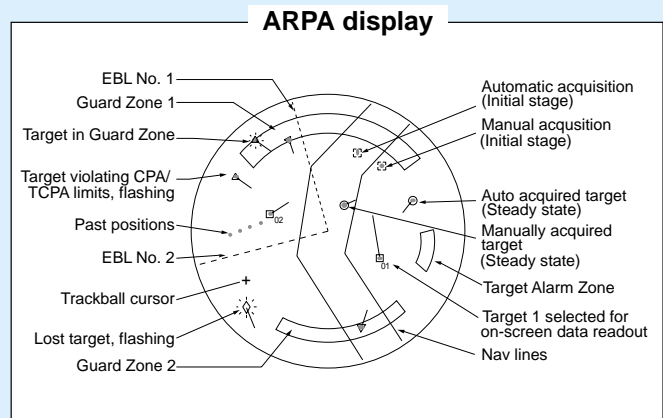 ARPA display
EBL No. 1
Guard Zone 1
Target in Guard Zone
Target violating CPA/
TCPA limits, flashing
Past positions
EBL No. 2
Trackball cursor
Lost target, flashing
Guard Zone 2
02
01
Automatic acquisition
(Initial stage)
Manual acqusition
(Initial stage)
Auto acquired target
(Steady state)
Manually acquired
target
(Steady state)
Target Alarm Zone
Target 1 selected for
on-screen data readout
Nav lines